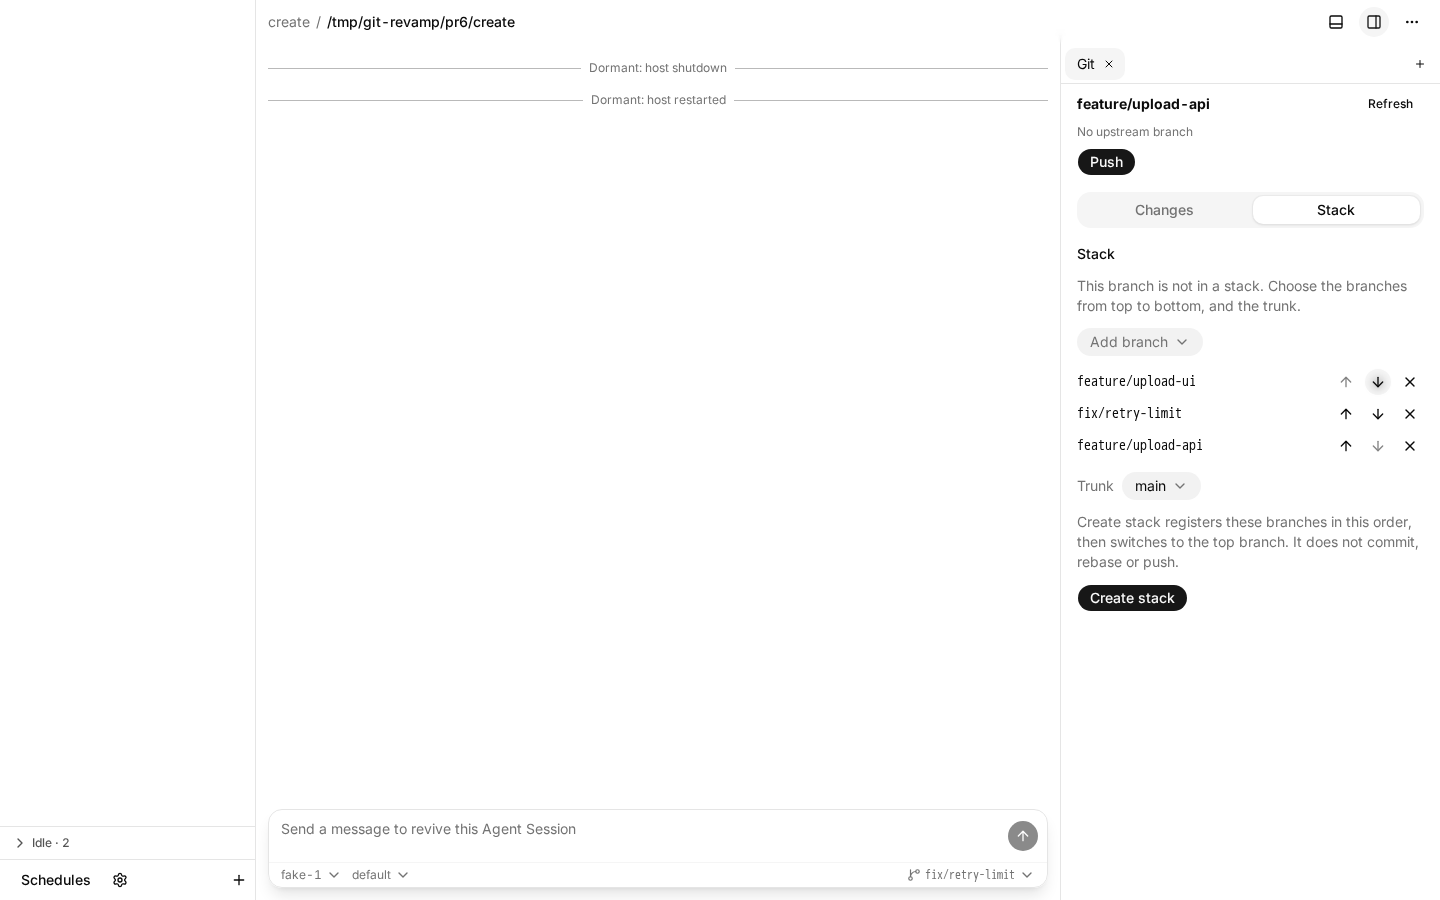 create / /tmp/git-revamp/pr6/create
Dormant: host shutdown
Dormant: host restarted
Git
feature/upload-api
Refresh
No upstream branch
Push
Changes
Stack
Stack
This branch is not in a stack. Choose the branches
from top to bottom, and the trunk.
Add branch
feature/upload-ui
fix/retry-limit
feature/upload-api
Trunk
main
Create stack registers these branches in this order,
then switches to the top branch. It does not commit,
rebase or push.
Create stack
Send a message to revive this Agent Session
fake-1
default
fix/retry-limit
Idle · 2
Schedules